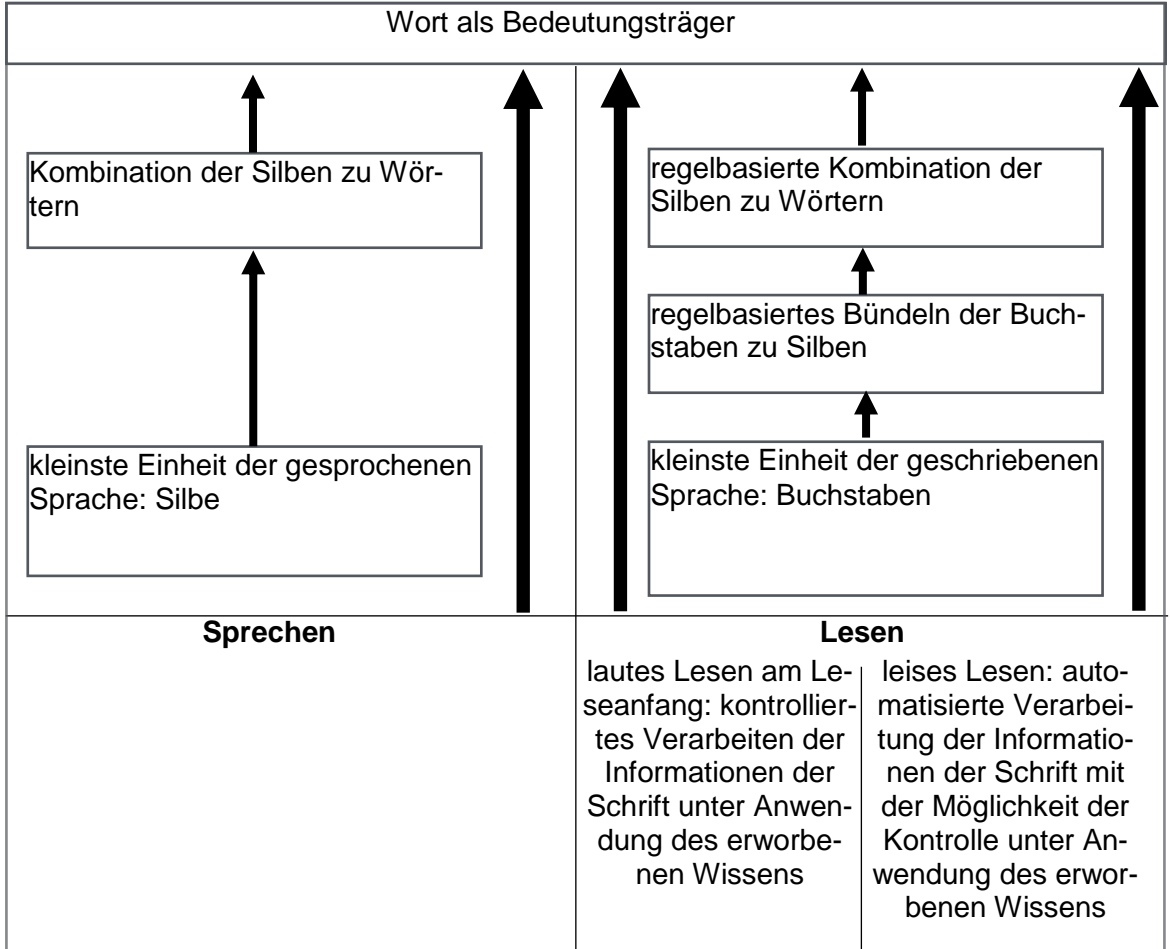 Wort als Bedeutungsträger
Kombination der Silben zu Wör-
tern
kleinste Einheit der gesprochenen
Sprache: Silbe
regelbasierte Kombination der
Silben zu Wörtern
regelbasiertes Bündeln der Buch-
staben zu Silben
kleinste Einheit der geschriebenen
Sprache: Buchstaben
Sprechen
Lesen
lautes Lesen am Le-
seanfang: kontrollier-
tes Verarbeiten der
Informationen der
Schrift unter Anwen-
dung des erworbe-
nen Wissens
leises Lesen: auto-
matisierte Verarbei-
tung der Informatio-
nen der Schrift mit
der Möglichkeit der
Kontrolle unter An-
wendung des erwor-
benen Wissens